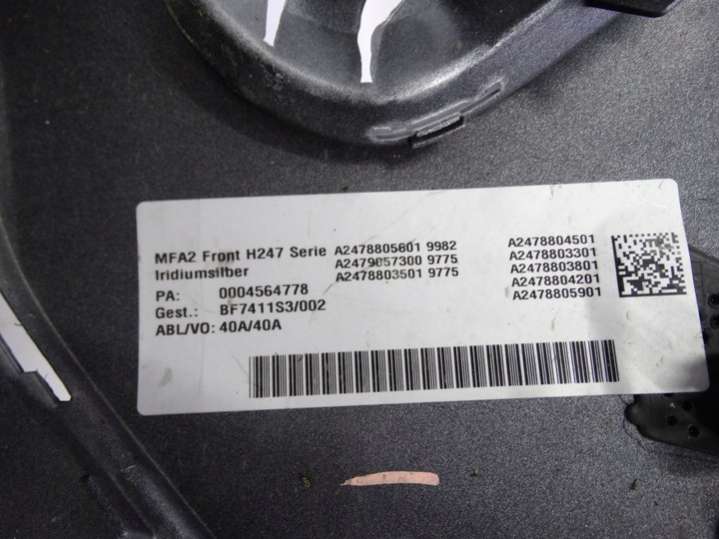 MFA2 Front H247 Serie A2478805601 9982 A2478804501
Iridiumsilber A2479057300 9775 A2478803301
A2478803501 9775 A2478803801
PA: 0004564778 A2478804201
Gest.: BF7411S3/002 A2478805901
ABL/VO: 40A/40A